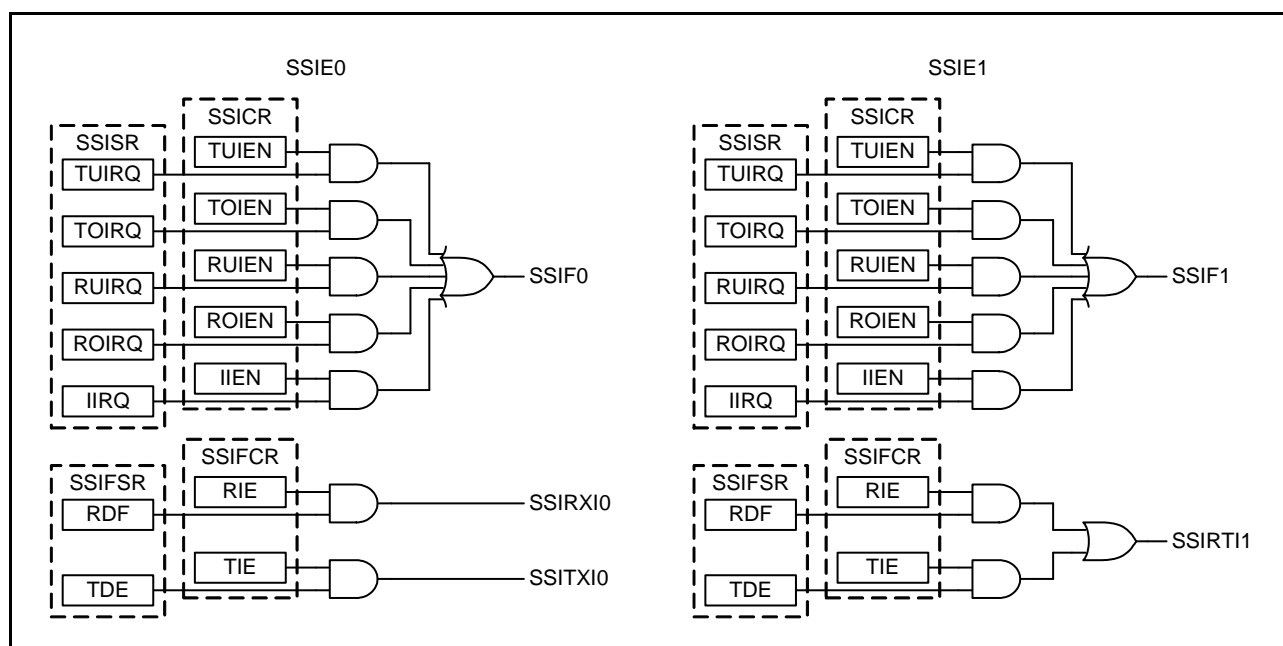 SSIE0
SSICR
SSISR
TUIEN
TUIRQ
TOIEN
TOIRQ
RUIEN
RUIRQ
SSIF0
ROIEN
ROIRQ
IIEN
IIRQ
SSIFCR
SSIFSR
RIE
RDF
SSIRXI0
TIE
TDE
SSITXI0
SSIE1
SSICR
SSISR
TUIEN
TUIRQ
TOIEN
TOIRQ
RUIEN
RUIRQ
SSIF1
ROIEN
ROIRQ
IIEN
IIRQ
SSIFCR
SSIFSR
RIE
RDF
SSIRTI1
TIE
TDE